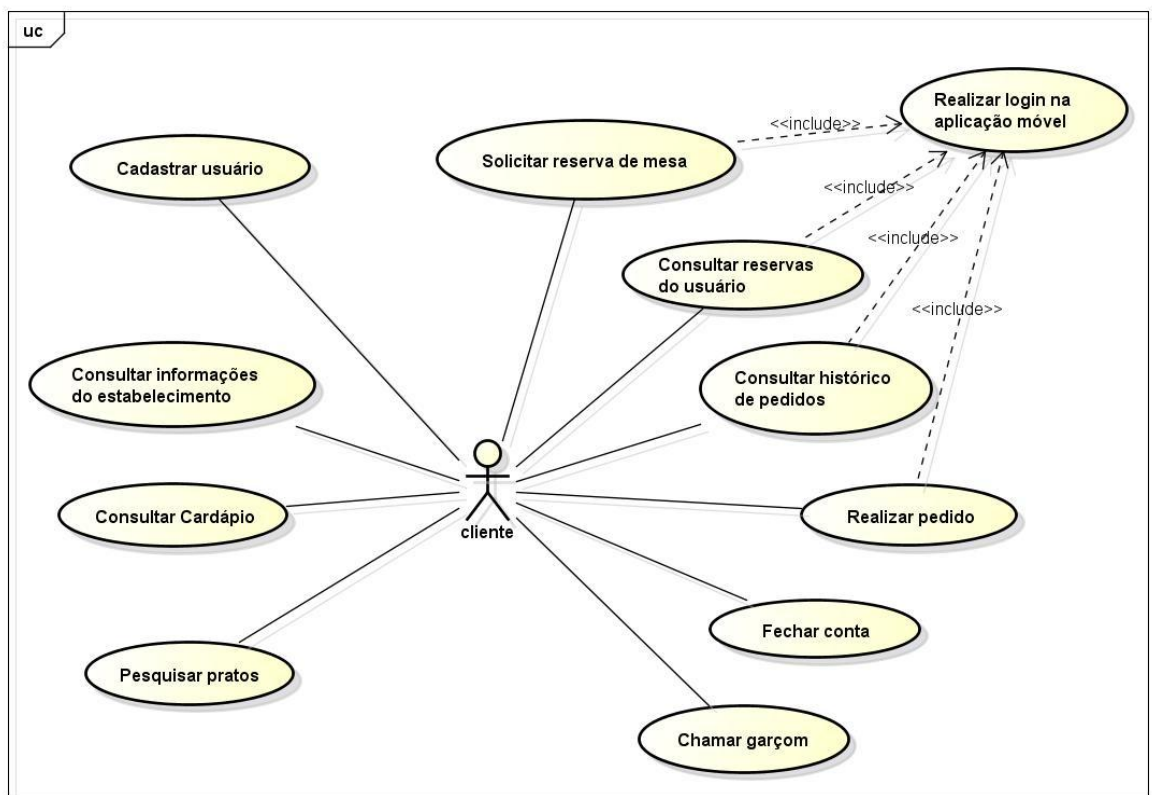 uc
Realizar login na
aplicação móvel
<<include>>
Cadastrar usuário
Solicitar reserva de mesa
<<include>>
Consultar reservas
do usuário
<<include>>
<<include>>
Consultar informações
do estabelecimento
Consultar histórico
de pedidos
Consultar Cardápio
cliente
Realizar pedido
Fechar conta
Pesquisar pratos
Chamar garçom